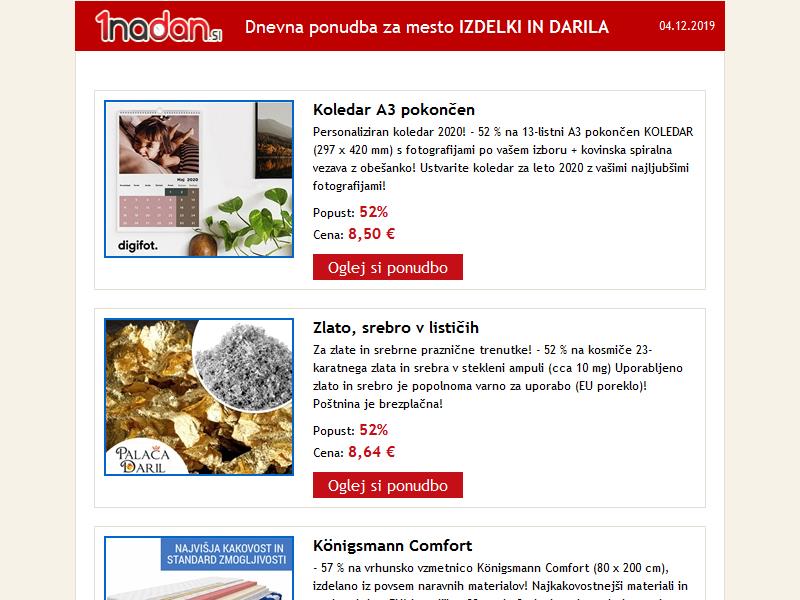 1nadan.si
Dnevna ponudba za mesto IZDELKI IN DARILA
04.12.2019
Maj 2020
digifot.
Koledar A3 pokončen
Personaliziran koledar 2020! - 52 % na 13-listni A3 pokončen KOLEDAR
(297 x 420 mm) s fotografijami po vašem izboru + kovinska spiralna
vezava z obešanko! Ustvarite koledar za leto 2020 z vašimi najljubšimi
fotografijami!
Popust: 52%
Cena: 8,50 €
Oglej si ponudbo
PALAČA
DARIL
Zlato, srebro v lističih
Za zlate in srebrne praznične trenutke! - 52 % na kosmiče 23-
karatnega zlata in srebra v stekleni ampuli (cca 10 mg) Uporabljeno
zlato in srebro je popolnoma varno za uporabo (EU poreklo)!
Poštnina je brezplačna!
Popust: 52%
Cena: 8,64 €
Oglej si ponudbo
NAJVIŠJA KAKOVOST IN
STANDARD ZMOGLJIVOSTI
Königsmann Comfort
- 57 % na vrhunsko vzmetnico Königsmann Comfort (80 x 200 cm),
izdelano iz povsem naravnih materialov! Najkakovostnejši materiali in